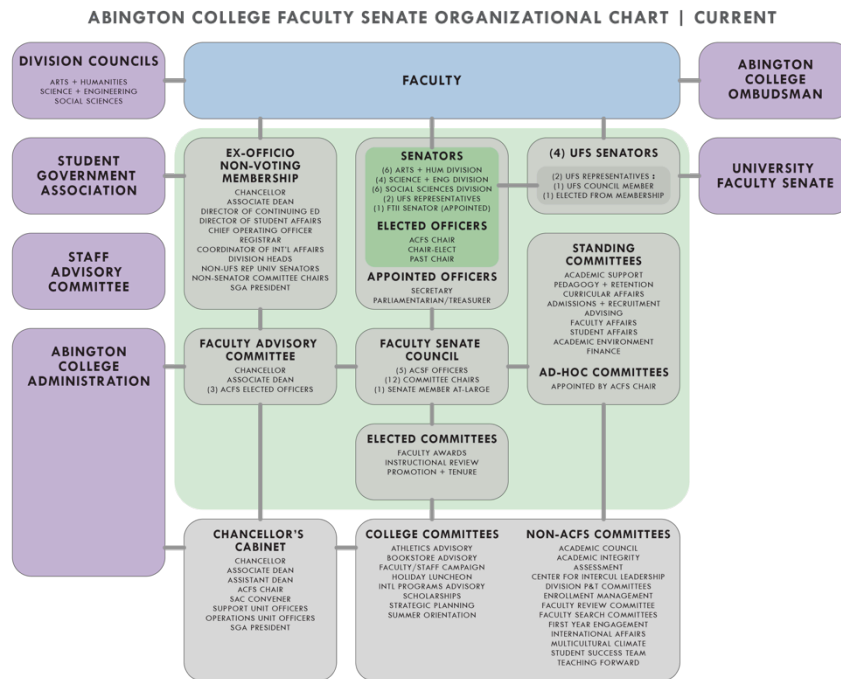 ABINGTON COLLEGE FACULTY SENATE ORGANIZATIONAL CHART | CURRENT
DIVISION COUNCILS
ARTS + HUMANITIES
SCIENCE + ENGINEERING
SOCIAL SCIENCES
FACULTY
ABINGTON
COLLEGE
OMBUDSMAN
STUDENT
GOVERNMENT
ASSOCIATION
EX-OFFICIO
NON-VOTING
MEMBERSHIP
CHANCELLOR
ASSOCIATE DEAN
DIRECTOR OF CONTINUING ED
DIRECTOR OF STUDENT AFFAIRS
CHIEF OPERATING OFFICER
REGISTRAR
COORDINATOR OF INT'L AFFAIRS
DIVISION HEADS
NON-UFS REP UNIV SENATORS
NON-SENATOR COMMITTEE CHAIRS
SGA PRESIDENT
SENATORS
(6) ARTS + HUM DIVISION
(4) SCIENCE + ENG DIVISION
(6) SOCIAL SCIENCES DIVISION
(2) UFS REPRESENTATIVES
(1) FTII SENATOR (APPOINTED)
ELECTED OFFICERS
ACFS CHAIR
CHAIR-ELECT
PAST CHAIR
APPOINTED OFFICERS
SECRETARY
PARLIAMENTARIAN/TREASURER
(4) UFS SENATORS
(2) UFS REPRESENTATIVES :
(1) UFS COUNCIL MEMBER
(1) ELECTED FROM MEMBERSHIP
UNIVERSITY
FACULTY SENATE
STAFF
ADVISORY
COMMITTEE
STANDING
COMMITTEES
ACADEMIC SUPPORT
PEDAGOGY + RETENTION
CURRICULAR AFFAIRS
ADMISSIONS + RECRUITMENT
ADVISING
FACULTY AFFAIRS
STUDENT AFFAIRS
ACADEMIC ENVIRONMENT
FINANCE
AD-HOC COMMITTEES
APPOINTED BY ACFS CHAIR
ABINGTON
COLLEGE
ADMINISTRATION
FACULTY ADVISORY
COMMITTEE
CHANCELLOR
ASSOCIATE DEAN
(3) ACFS ELECTED OFFICERS
FACULTY SENATE
COUNCIL
(5) ACSF OFFICERS
(12) COMMITTEE CHAIRS
(1) SENATE MEMBER AT-LARGE
ELECTED COMMITTEES
FACULTY AWARDS
INSTRUCTIONAL REVIEW
PROMOTION + TENURE
CHANCELLOR'S
CABINET
CHANCELLOR
ASSOCIATE DEAN
ASSISTANT DEAN
ACFS CHAIR
SAC CONVENER
SUPPORT UNIT OFFICERS
OPERATIONS UNIT OFFICERS
SGA PRESIDENT
COLLEGE COMMITTEES
ATHLETICS ADVISORY
BOOKSTORE ADVISORY
FACULTY/STAFF CAMPAIGN
HOLIDAY LUNCHEON
INTL PROGRAMS ADVISORY
SCHOLARSHIPS
STRATEGIC PLANNING
SUMMER ORIENTATION
NON-ACFS COMMITTEES
ACADEMIC COUNCIL
ACADEMIC INTEGRITY
ASSESSMENT
CENTER FOR INTERCUL LEADERSHIP
DIVISION P&T COMMITTEES
ENROLLMENT MANAGEMENT
FACULTY REVIEW COMMITTEE
FACULTY SEARCH COMMITTEES
FIRST YEAR ENGAGEMENT
INTERNATIONAL AFFAIRS
MULTICULTURAL CLIMATE
STUDENT SUCCESS TEAM
TEACHING FORWARD